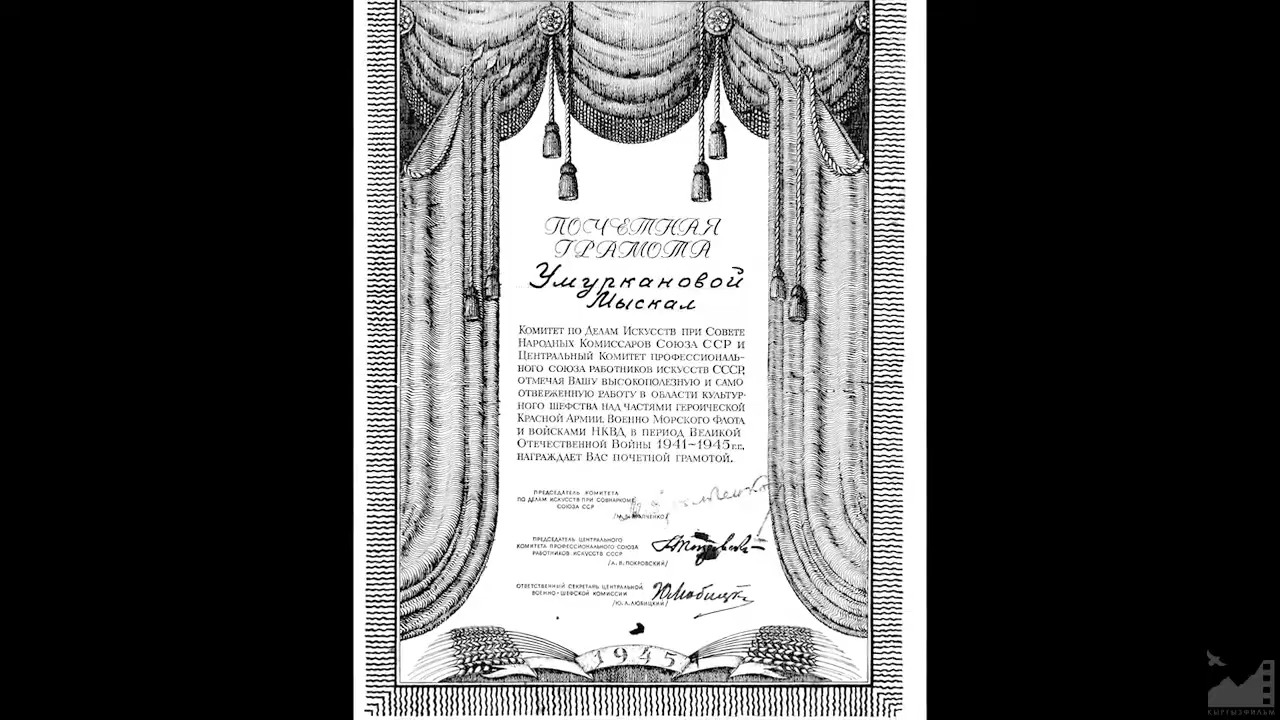 ПОЧЕТНАЯ
ГРАМОТА
Умуркановой
Мыскал
КОМИТЕТ ПО ДЕЛАМ ИСКУССТВ ПРИ СОВЕТЕ
НАРОДНЫХ КОМИССАРОВ СОЮЗА ССР И
ЦЕНТРАЛЬНЫЙ КОМИТЕТ ПРОФЕССИОНАЛЬ-
НОГО СОЮЗА РАБОТНИКОВ ИСКУССТВ СССР,
ОТМЕЧАЯ ВАШУ ВЫСОКОПОЛЕЗНУЮ И САМО
ОТВЕРЖЕННУЮ РАБОТУ В ОБЛАСТИ КУЛЬТУР-
НОГО ШЕФСТВА НАД ЧАСТЯМИ ГЕРОИЧЕСКОЙ
КРАСНОЙ АРМИИ, ВОЕННО МОРСКОГО ФЛОТА
И ВОЙСКАМИ НКВД В ПЕРИОД ВЕЛИКОЙ
ОТЕЧЕСТВЕННОЙ ВОЙНЫ 1941-1945 г.г.,
НАГРАЖДАЕТ ВАС ПОЧЕТНОЙ ГРАМОТОЙ.
ПРЕДСЕДАТЕЛЬ КОМИТЕТА
ПО ДЕЛАМ ИСКУССТВ ПРИ СОВНАРКОМЕ
СОЮЗА ССР
ПРЕДСЕДАТЕЛЬ ЦЕНТРАЛЬНОГО
КОМИТЕТА ПРОФЕССИОНАЛЬНОГО СОЮЗА
РАБОТНИКОВ ИСКУССТВ СССР
/А. В. ПОКРОВСКИЙ/
ОТВЕТСТВЕННЫЙ СЕКРЕТАРЬ ЦЕНТРАЛЬНОЙ
ВОЕННО-ШЕФСКОЙ КОМИССИИ
/Ю. А. ЛЮБИЦКИЙ/
1945
КЫРГЫЗФИЛЬМ